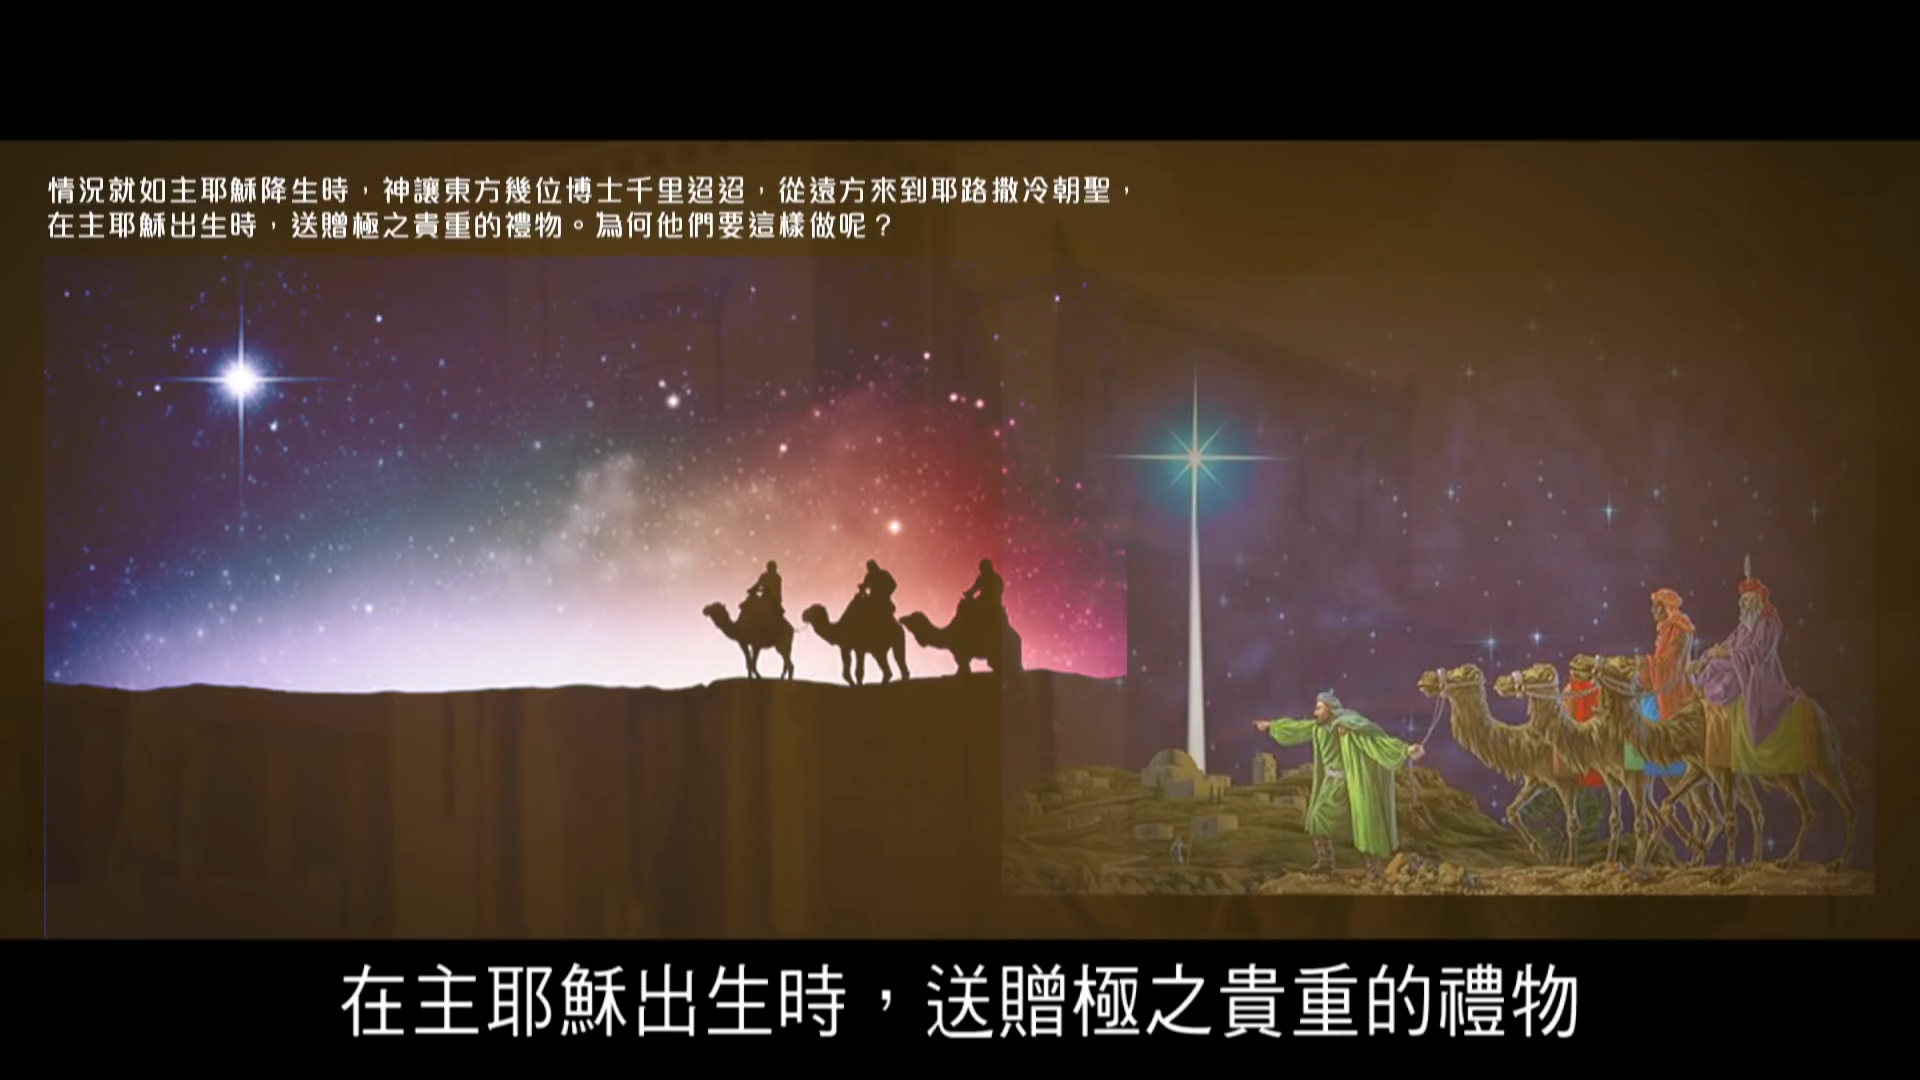 情況就如主耶穌降生時，神讓東方幾位博士千里迢迢，從遠方來到耶路撒冷朝聖，
在主耶穌出生時，送贈極之貴重的禮物。為何他們要這樣做呢？
在主耶穌出生時，送贈極之貴重的禮物